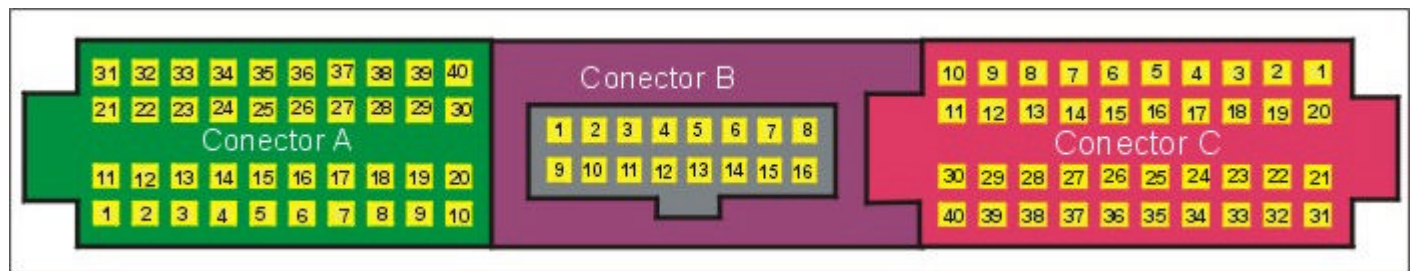 31 32 33 34 35 36 37 38 39 40
21 22 23 24 25 26 27 28 29 30
Conector A
11 12 13 14 15 16 17 18 19 20
1 2 3 4 5 6 7 8 9 10
Conector B
1 2 3 4 5 6 7 8
9 10 11 12 13 14 15 16
10 9 8 7 6 5 4 3 2 1
11 12 13 14 15 16 17 18 19 20
Conector C
30 29 28 27 26 25 24 23 22 21
40 39 38 37 36 35 34 33 32 31